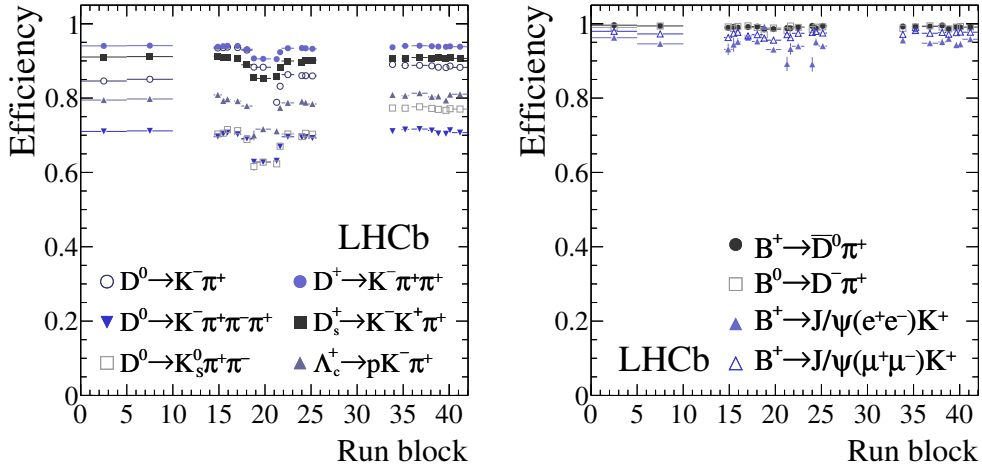 Efficiency
1
0.8
0.6
0.4
0.2
0
0 5 10 15 20 25 30 35 40
Run block
LHCb
D⁰→K⁻π⁺
D⁺→K⁻π⁺π⁺
D⁰→K⁻π⁺π⁻π⁺
Dₛ⁺→K⁻K⁺π⁺
D⁰→K⁰ₛπ⁺π⁻
Λ꜀⁺→pK⁻π⁺
Efficiency
1
0.8
0.6
0.4
0.2
0
0 5 10 15 20 25 30 35 40
Run block
B⁺→D̅⁰π⁺
B⁰→D⁻π⁺
B⁺→J/ψ(e⁺e⁻)K⁺
B⁺→J/ψ(μ⁺μ⁻)K⁺
LHCb